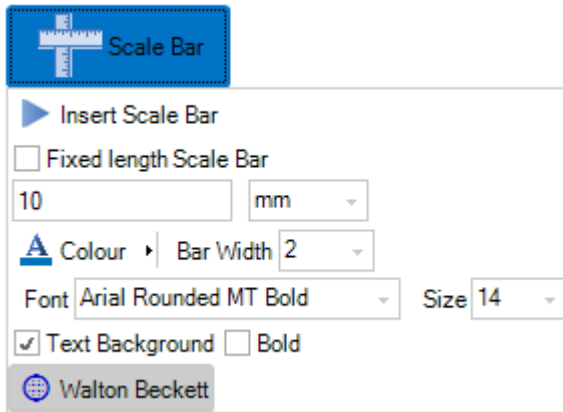 Scale Bar
Insert Scale Bar
Fixed length Scale Bar
10 mm
A Colour Bar Width 2
Font Arial Rounded MT Bold Size 14
Text Background Bold
Walton Beckett